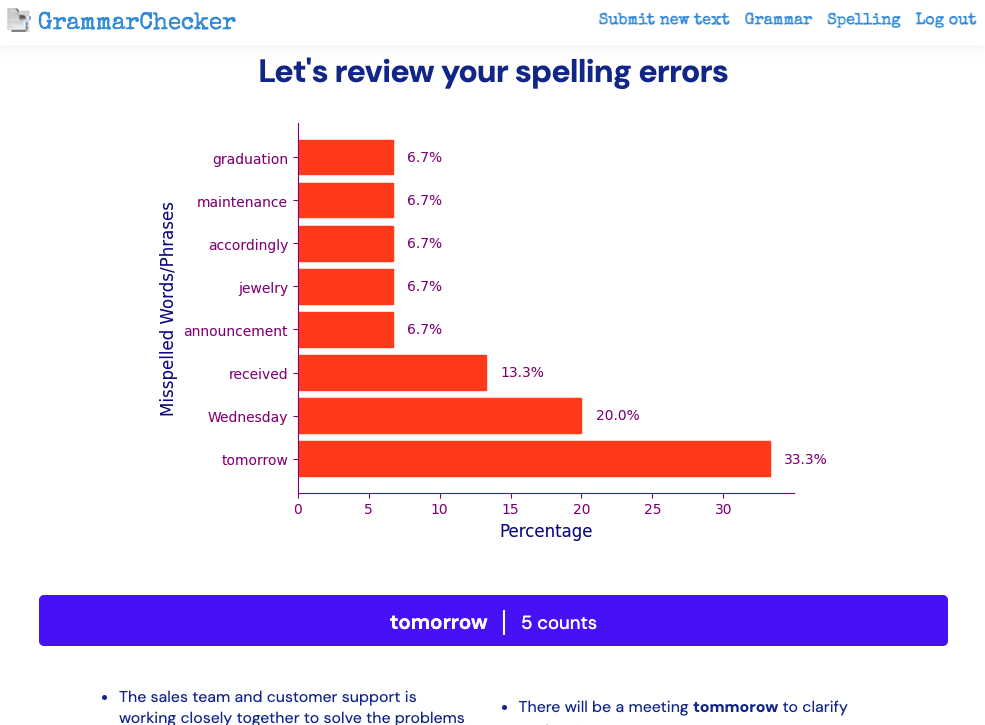 GrammarChecker
Submit new text Grammar Spelling Log out
Let's review your spelling errors
Misspelled Words/Phrases
graduation 6.7%
maintenance 6.7%
accordingly 6.7%
jewelry 6.7%
announcement 6.7%
received 13.3%
Wednesday 20.0%
tomorrow 33.3%
0 5 10 15 20 25 30
Percentage
tomorrow | 5 counts
• The sales team and customer support is
working closely together to solve the problems
• There will be a meeting tommorow to clarify